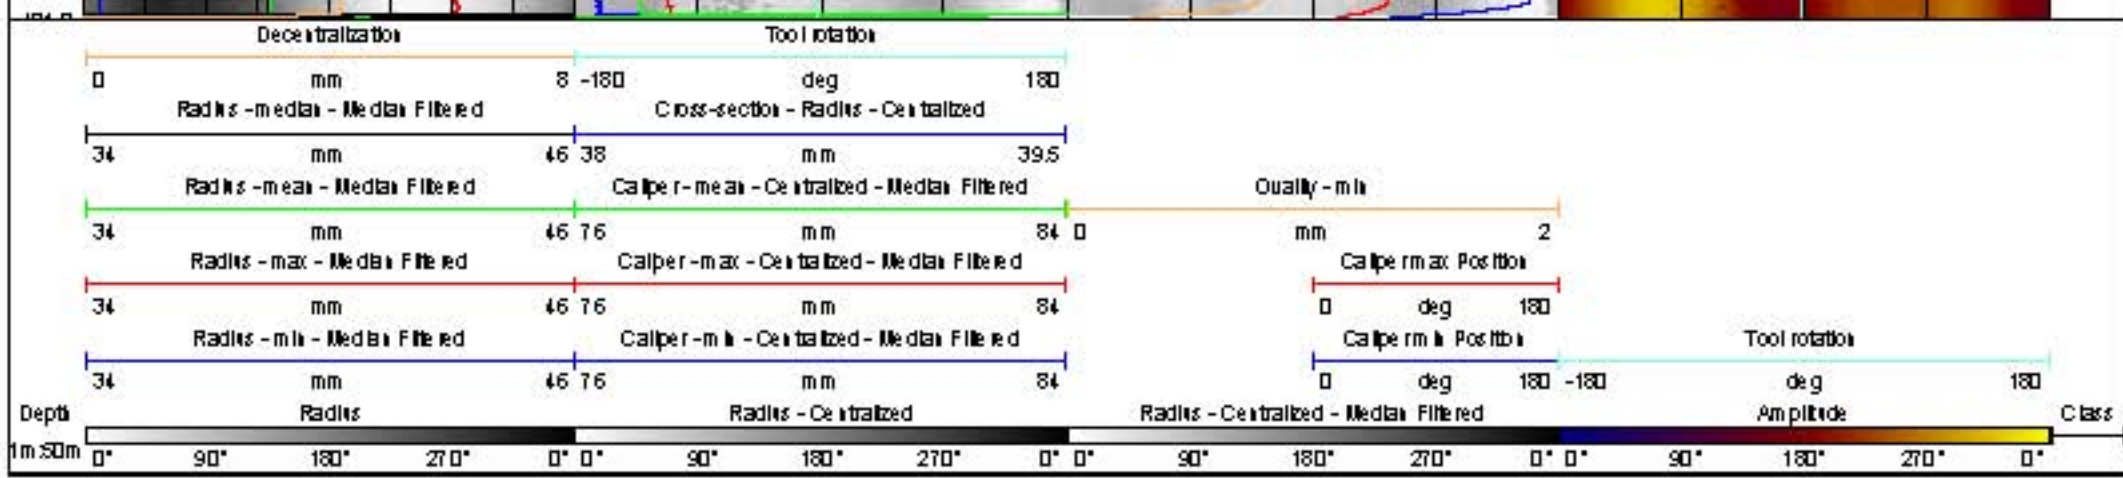 Decentralization Tool rotation
0 mm 8 -180 deg 180
Radius - median - Median Filtered Cross-section - Radius - Centralized
34 mm 46 38 mm 39.5
Radius - mean - Median Filtered Caliper - mean - Centralized - Median Filtered Quality - min
34 mm 46 76 mm 84 0 mm 2
Radius - max - Median Filtered Caliper - max - Centralized - Median Filtered Caliper max Position
34 mm 46 76 mm 84 0 deg 180
Radius - min - Median Filtered Caliper - min - Centralized - Median Filtered Caliper min Position Tool rotation
34 mm 46 76 mm 84 0 deg 180 -180 deg 180
Depth Radius Radius - Centralized Radius - Centralized - Median Filtered Amplitude Class
1m:50m 0° 90° 180° 270° 0° 0° 90° 180° 270° 0° 0° 90° 180° 270° 0° 0° 90° 180° 270° 0°